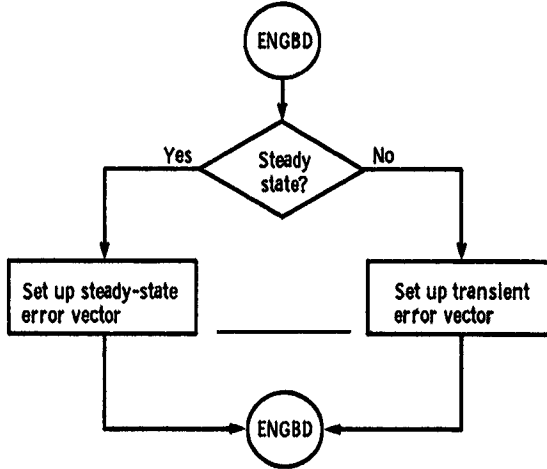 ENGBD
Yes
Steady
state?
No
Set up steady-state
error vector
Set up transient
error vector
ENGBD